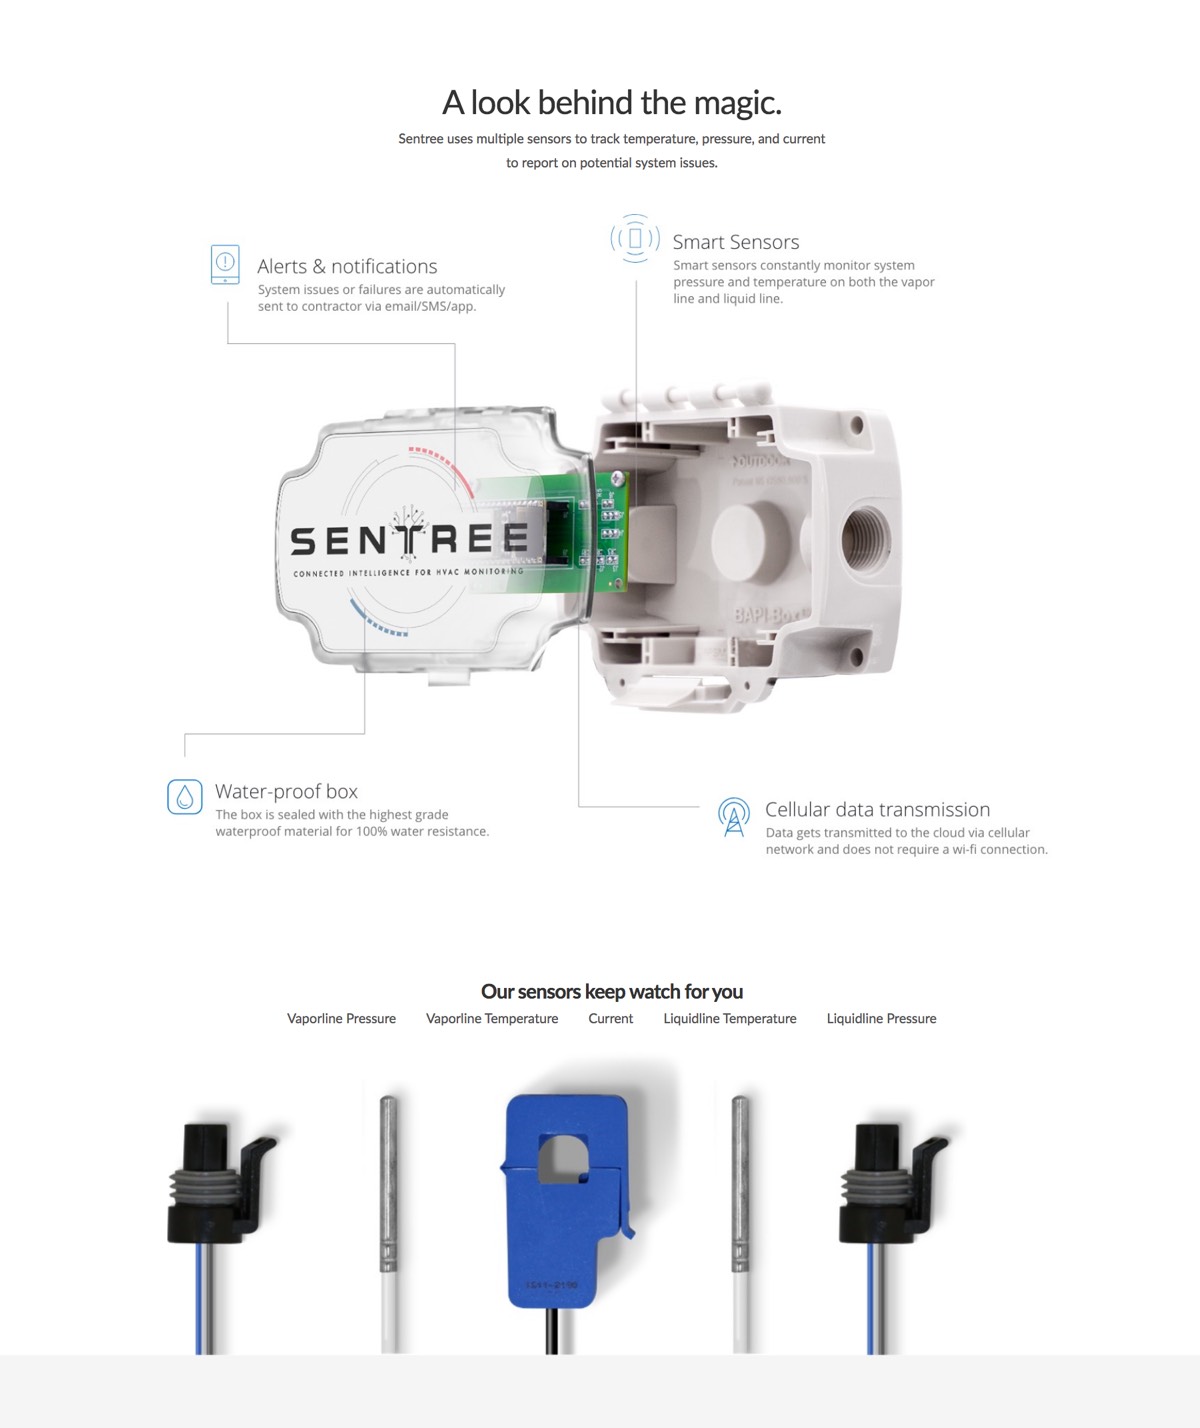 A look behind the magic.
Sentree uses multiple sensors to track temperature, pressure, and current
to report on potential system issues.
Smart Sensors
Smart sensors constantly monitor system
pressure and temperature on both the vapor
line and liquid line.
Alerts & notifications
System issues or failures are automatically
sent to contractor via email/SMS/app.
SENTREE
CONNECTED INTELLIGENCE FOR HVAC MONITORING
BAPI-Box
Water-proof box
The box is sealed with the highest grade
waterproof material for 100% water resistance.
Cellular data transmission
Data gets transmitted to the cloud via cellular
network and does not require a wi-fi connection.
Our sensors keep watch for you
Vaporline Pressure
Vaporline Temperature
Current
Liquidline Temperature
Liquidline Pressure